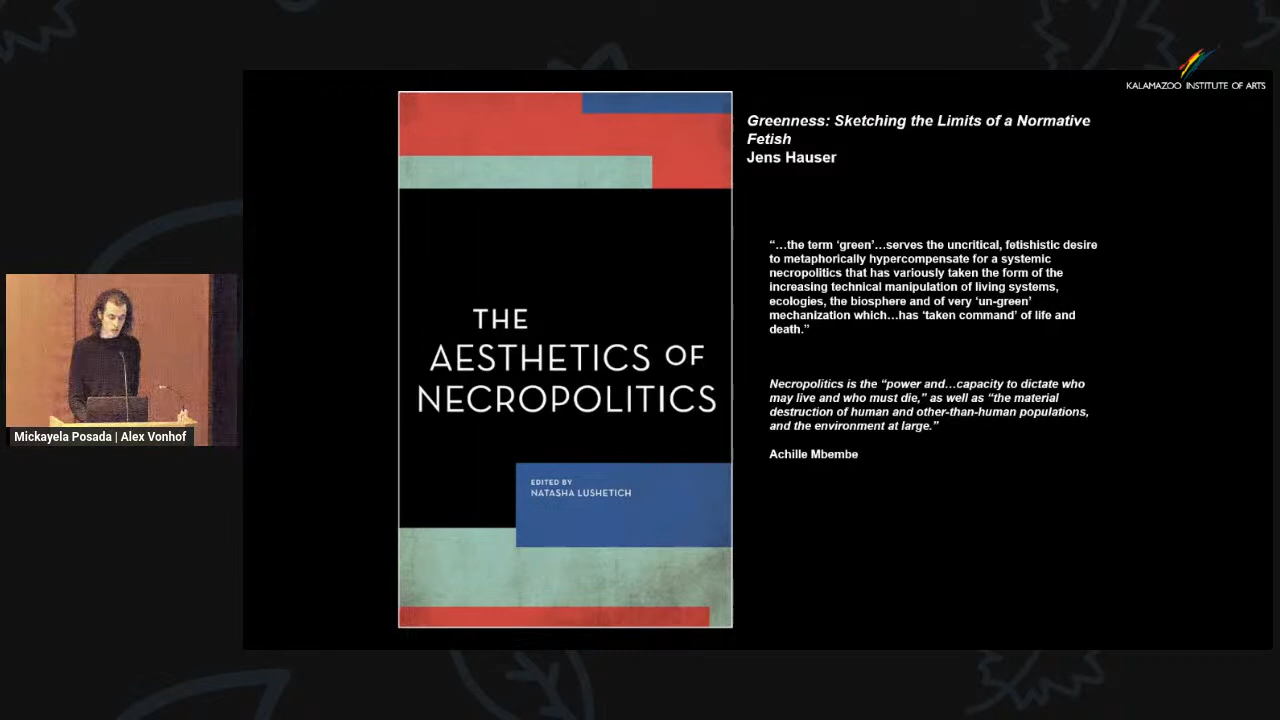 KALAMAZOO INSTITUTE OF ARTS
Greenness: Sketching the Limits of a Normative
Fetish
Jens Hauser
“…the term ‘green’…serves the uncritical, fetishistic desire
to metaphorically hypercompensate for a systemic
necropolitics that has variously taken the form of the
increasing technical manipulation of living systems,
ecologies, the biosphere and of very ‘un-green’
mechanization which…has ‘taken command’ of life and
death.”
Necropolitics is the “power and…capacity to dictate who
may live and who must die,” as well as “the material
destruction of human and other-than-human populations,
and the environment at large.”
Achille Mbembe
THE
AESTHETICS OF
NECROPOLITICS
EDITED BY
NATASHA LUSHETICH
Mickayela Posada | Alex Vonhof